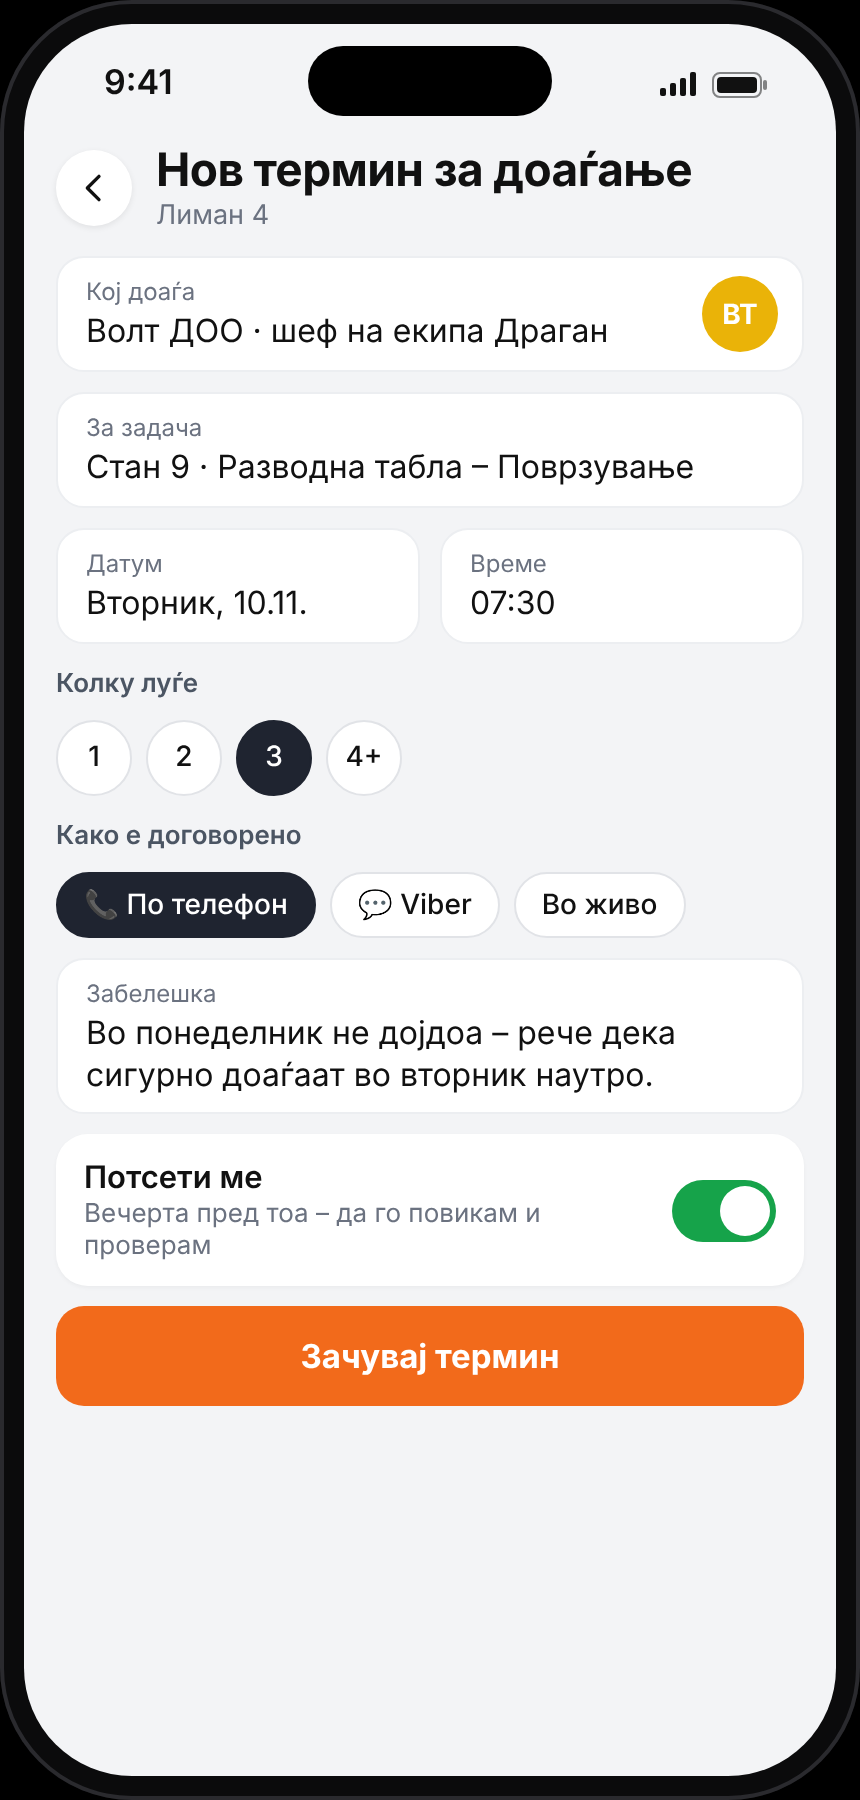 9:41
Нов термин за доаѓање
Лиман 4
Кој доаѓа
Волт ДОО · шеф на екипа Драган
ВТ
За задача
Стан 9 · Разводна табла – Поврзување
Датум
Вторник, 10.11.
Време
07:30
Колку луѓе
1 2 3 4+
Како е договорено
📞 По телефон 💬 Viber Во живо
Забелешка
Во понеделник не дојдоа – рече дека
сигурно доаѓаат во вторник наутро.
Потсети ме
Вечерта пред тоа – да го повикам и
проверам
Зачувај термин